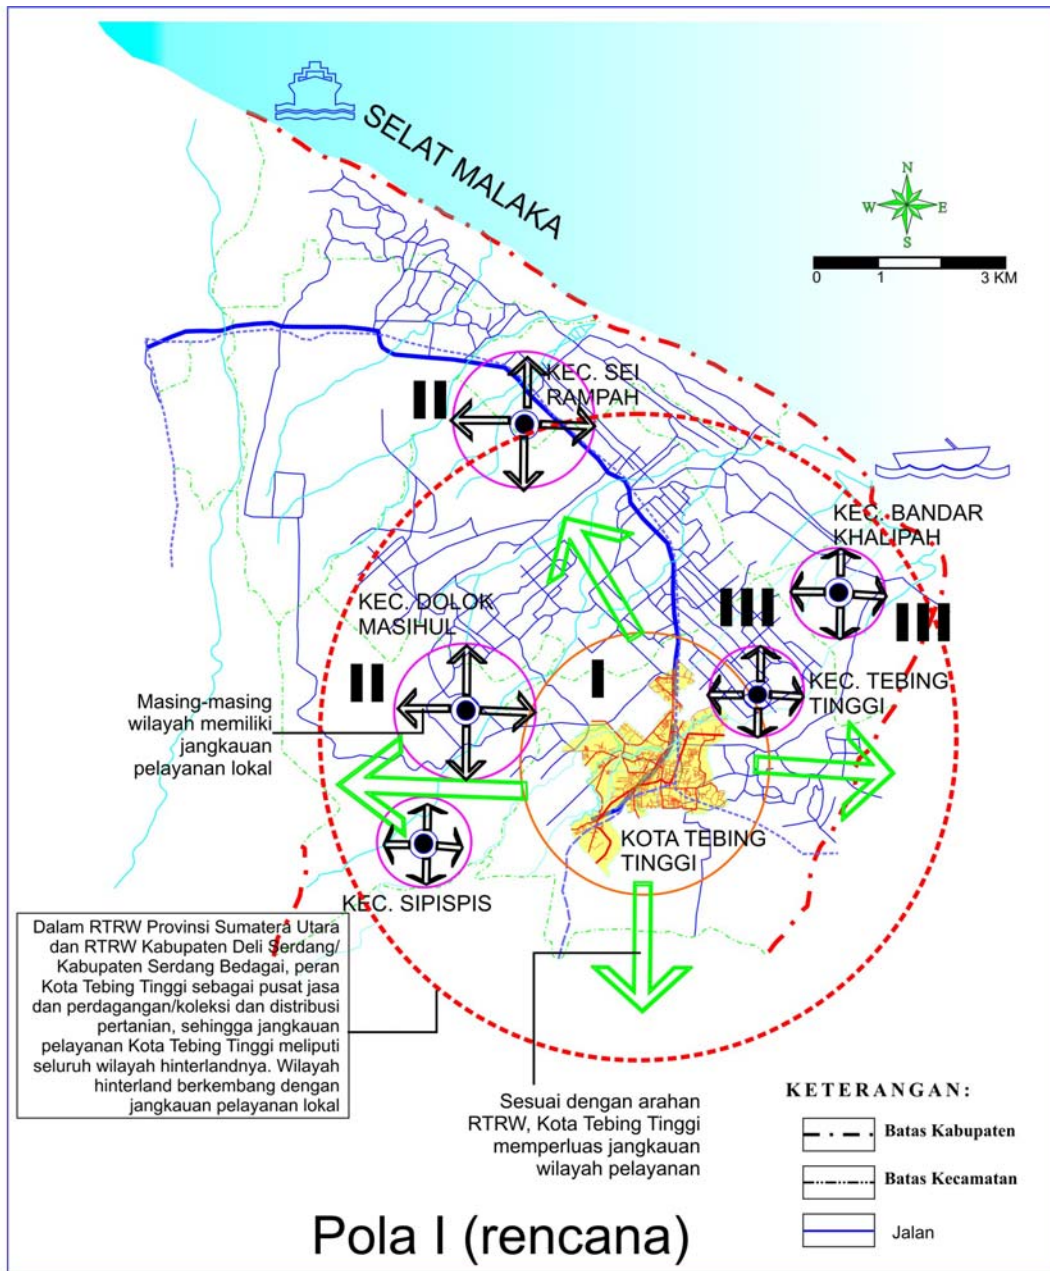 SELAT MALAKA
N
W E
S
0 1 3 KM
KEC. SEI
RAMPAH
II
KEC. BANDAR
KHALIPAH
III
KEC. DOLOK
MASIHUL
II
III
I
KEC. TEBING
TINGGI
Masing-masing
wilayah memiliki
jangkauan
pelayanan lokal
KOTA TEBING
TINGGI
KEC. SIPISPIS
Dalam RTRW Provinsi Sumatera Utara
dan RTRW Kabupaten Deli Serdang/
Kabupaten Serdang Bedagai, peran
Kota Tebing Tinggi sebagai pusat jasa
dan perdagangan/koleksi dan distribusi
pertanian, sehingga jangkauan
pelayanan Kota Tebing Tinggi meliputi
seluruh wilayah hinterlandnya. Wilayah
hinterland berkembang dengan
jangkauan pelayanan lokal
Sesuai dengan arahan
RTRW, Kota Tebing Tinggi
memperluas jangkauan
wilayah pelayanan
KETERANGAN:
Batas Kabupaten
Batas Kecamatan
Jalan
Pola I (rencana)